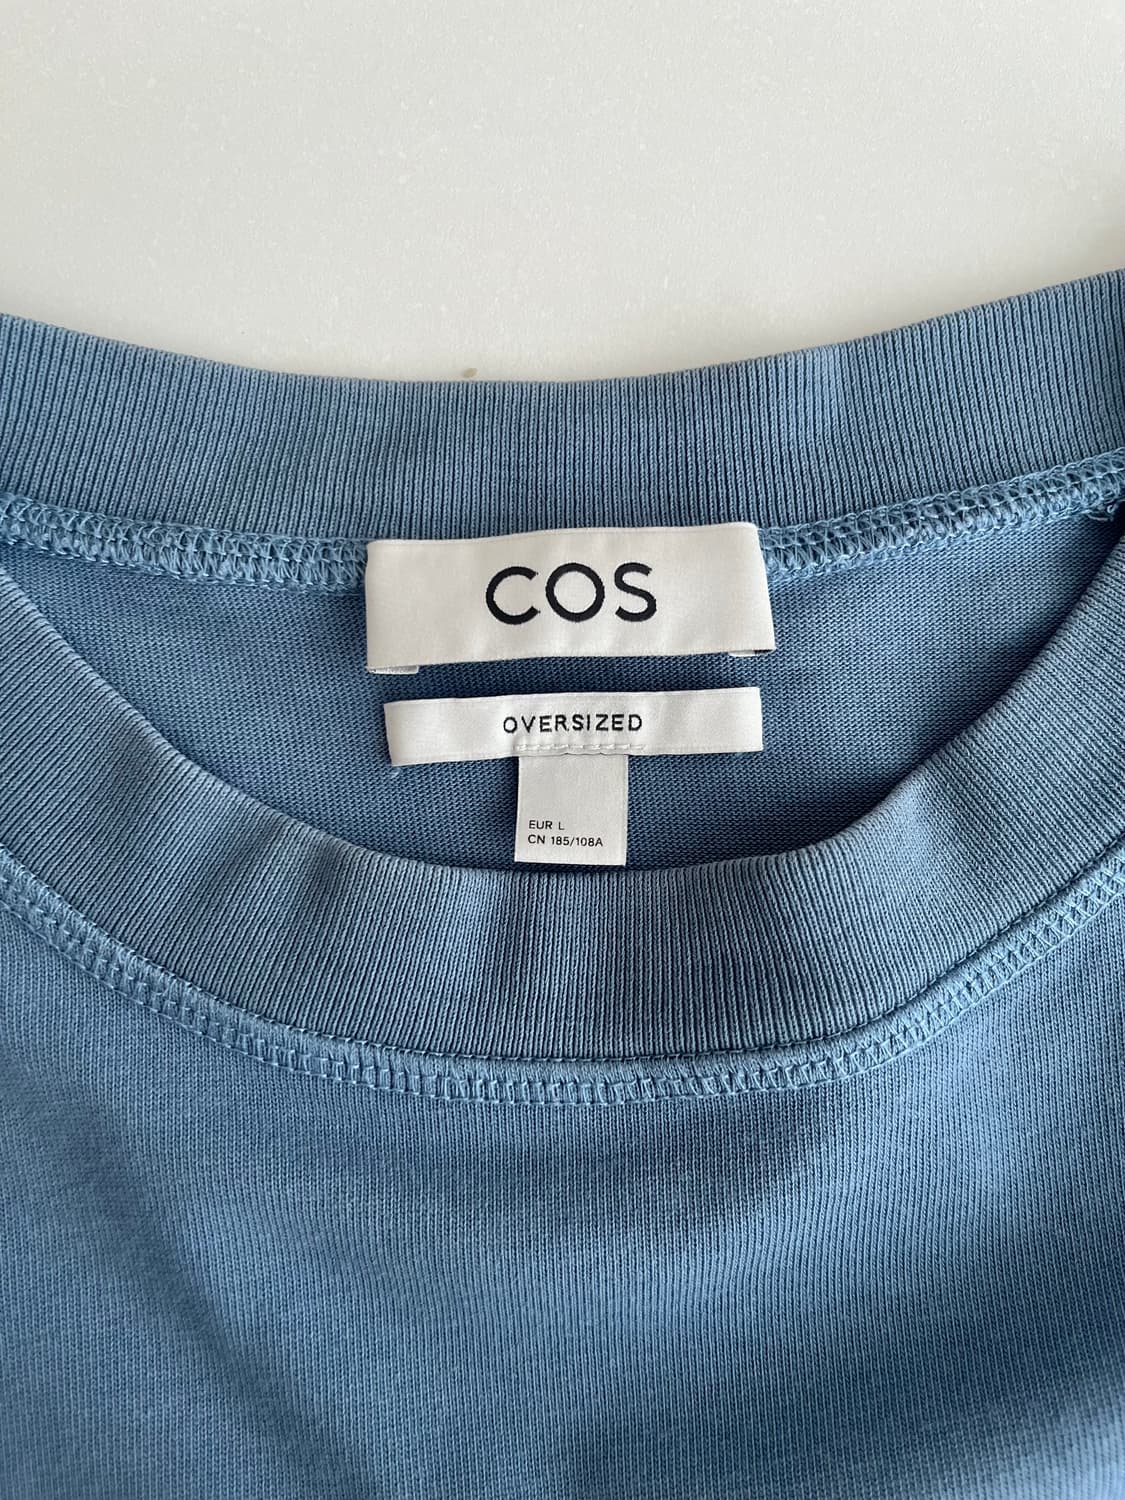 COS
OVERSIZED
EUR L
CN 185/108A